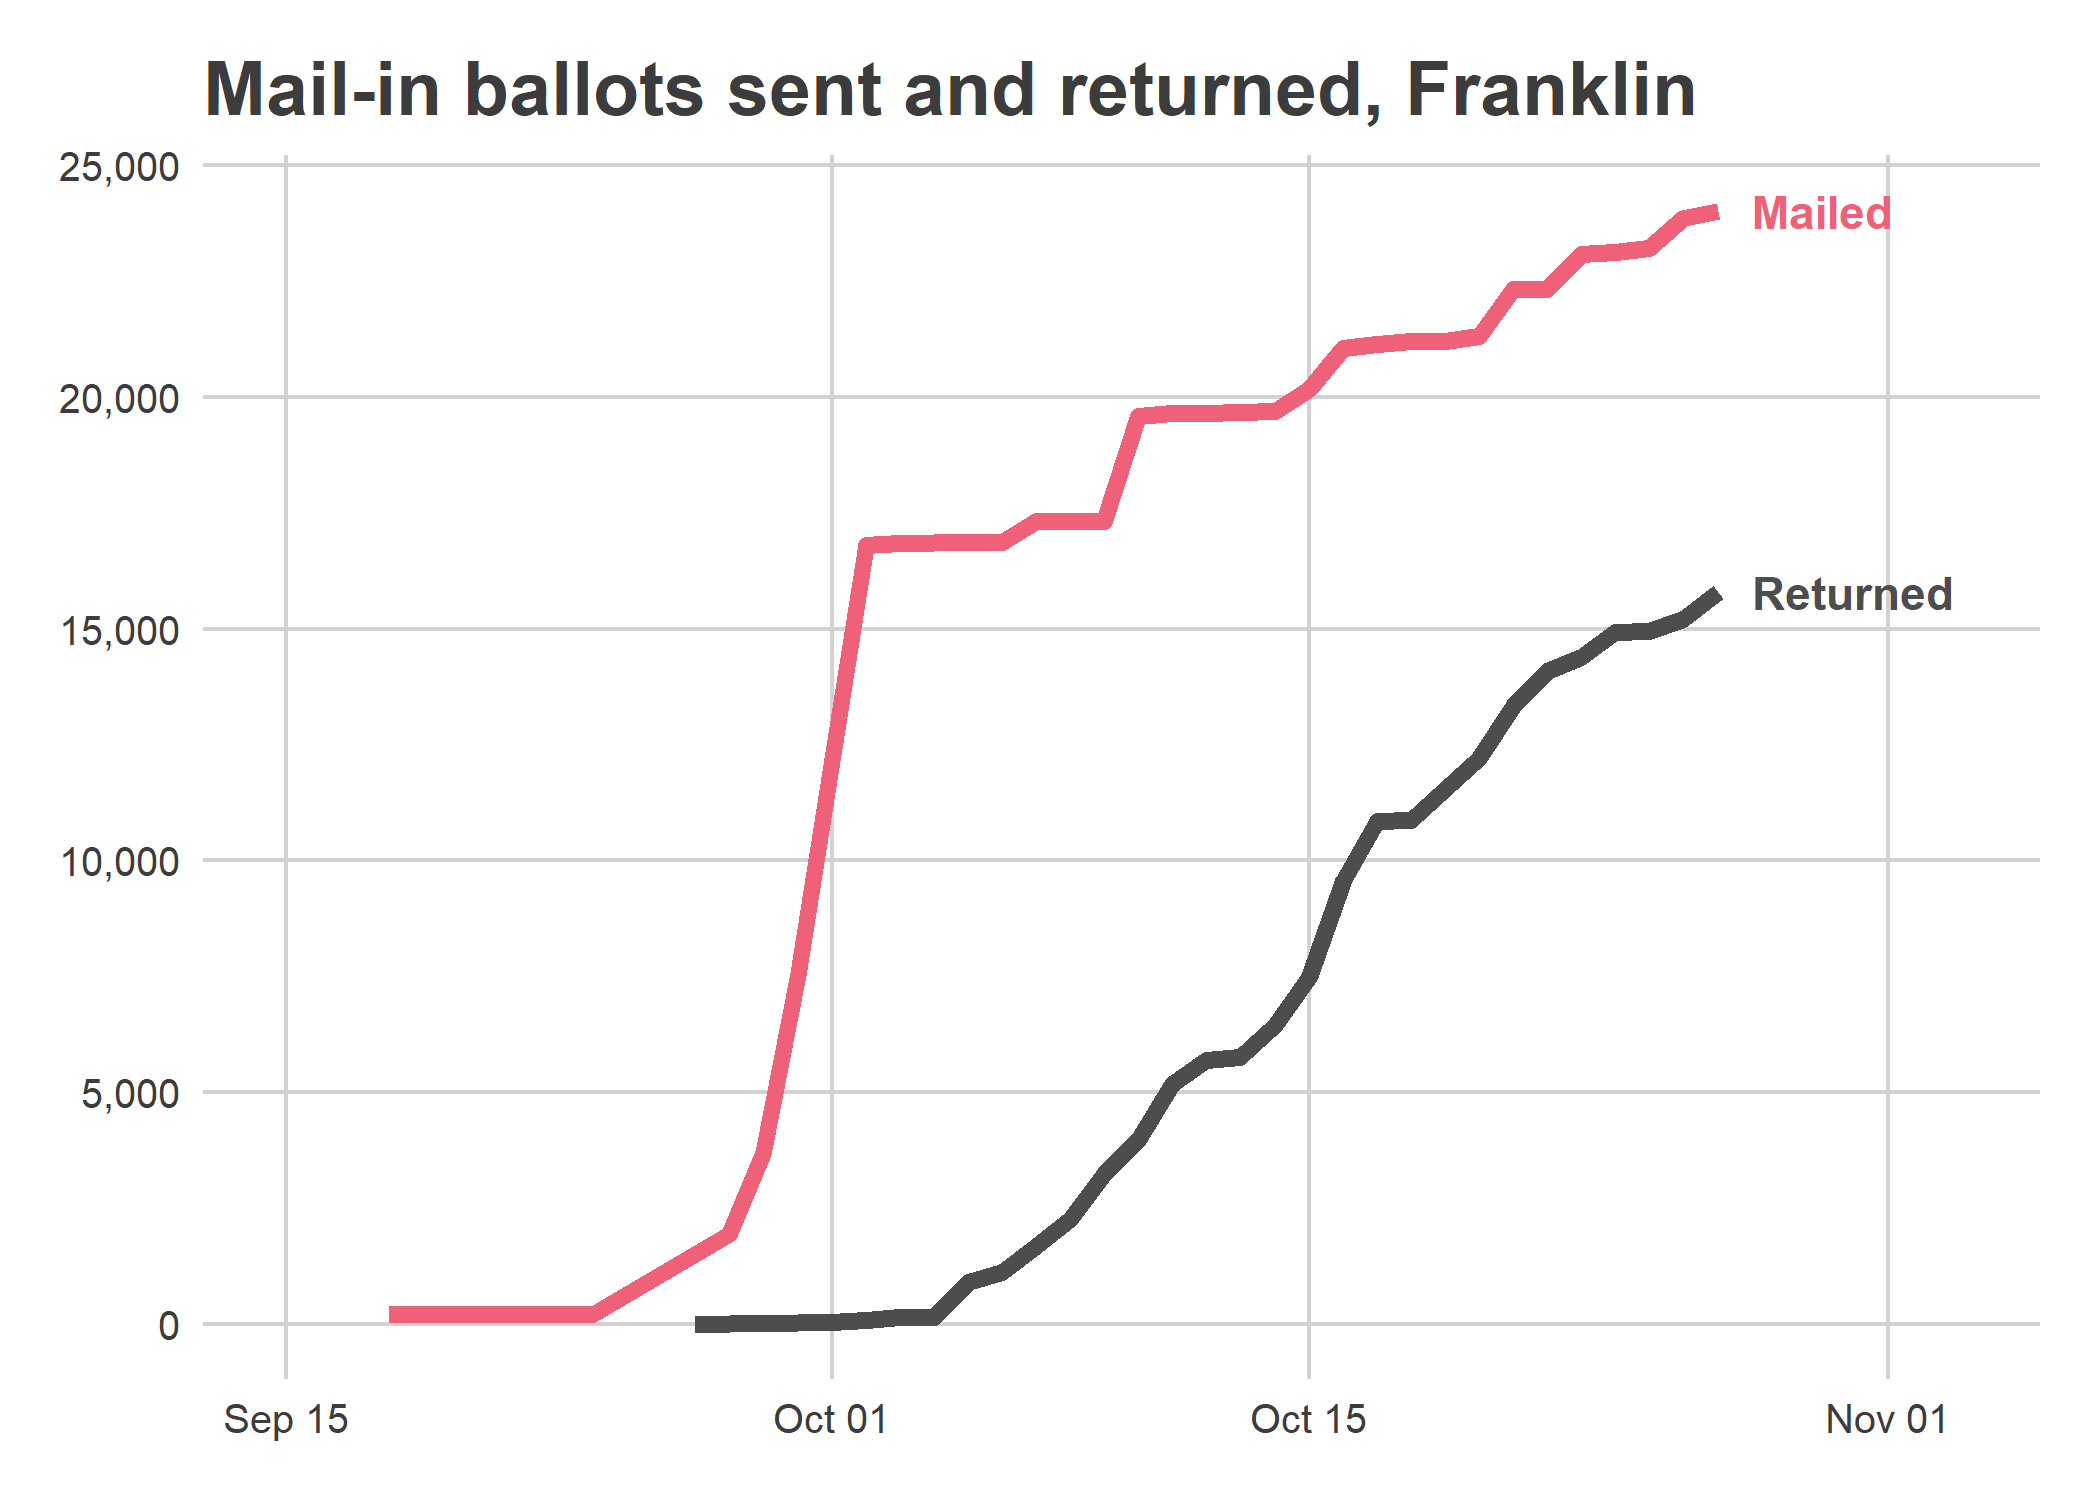 Mail-in ballots sent and returned, Franklin
25,000
Mailed
20,000
Returned
15,000
10,000
5,000
0
Sep 15 Oct 01 Oct 15 Nov 01